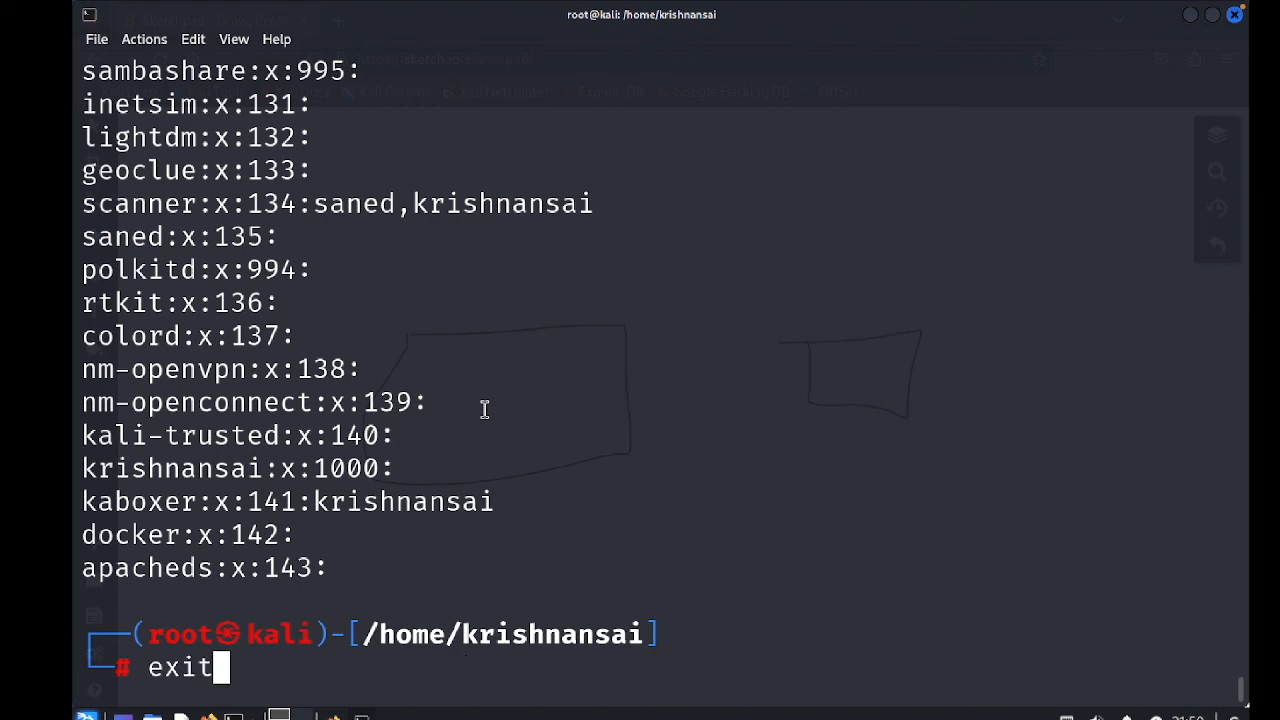 root@kali: /home/krishnansai
File Actions Edit View Help
sambashare:x:995:
inetsim:x:131:
lightdm:x:132:
geoclue:x:133:
scanner:x:134:saned,krishnansai
saned:x:135:
polkitd:x:994:
rtkit:x:136:
colord:x:137:
nm-openvpn:x:138:
nm-openconnect:x:139:
kali-trusted:x:140:
krishnansai:x:1000:
kaboxer:x:141:krishnansai
docker:x:142:
apacheds:x:143:
(root㉿kali)-[/home/krishnansai]
# exit